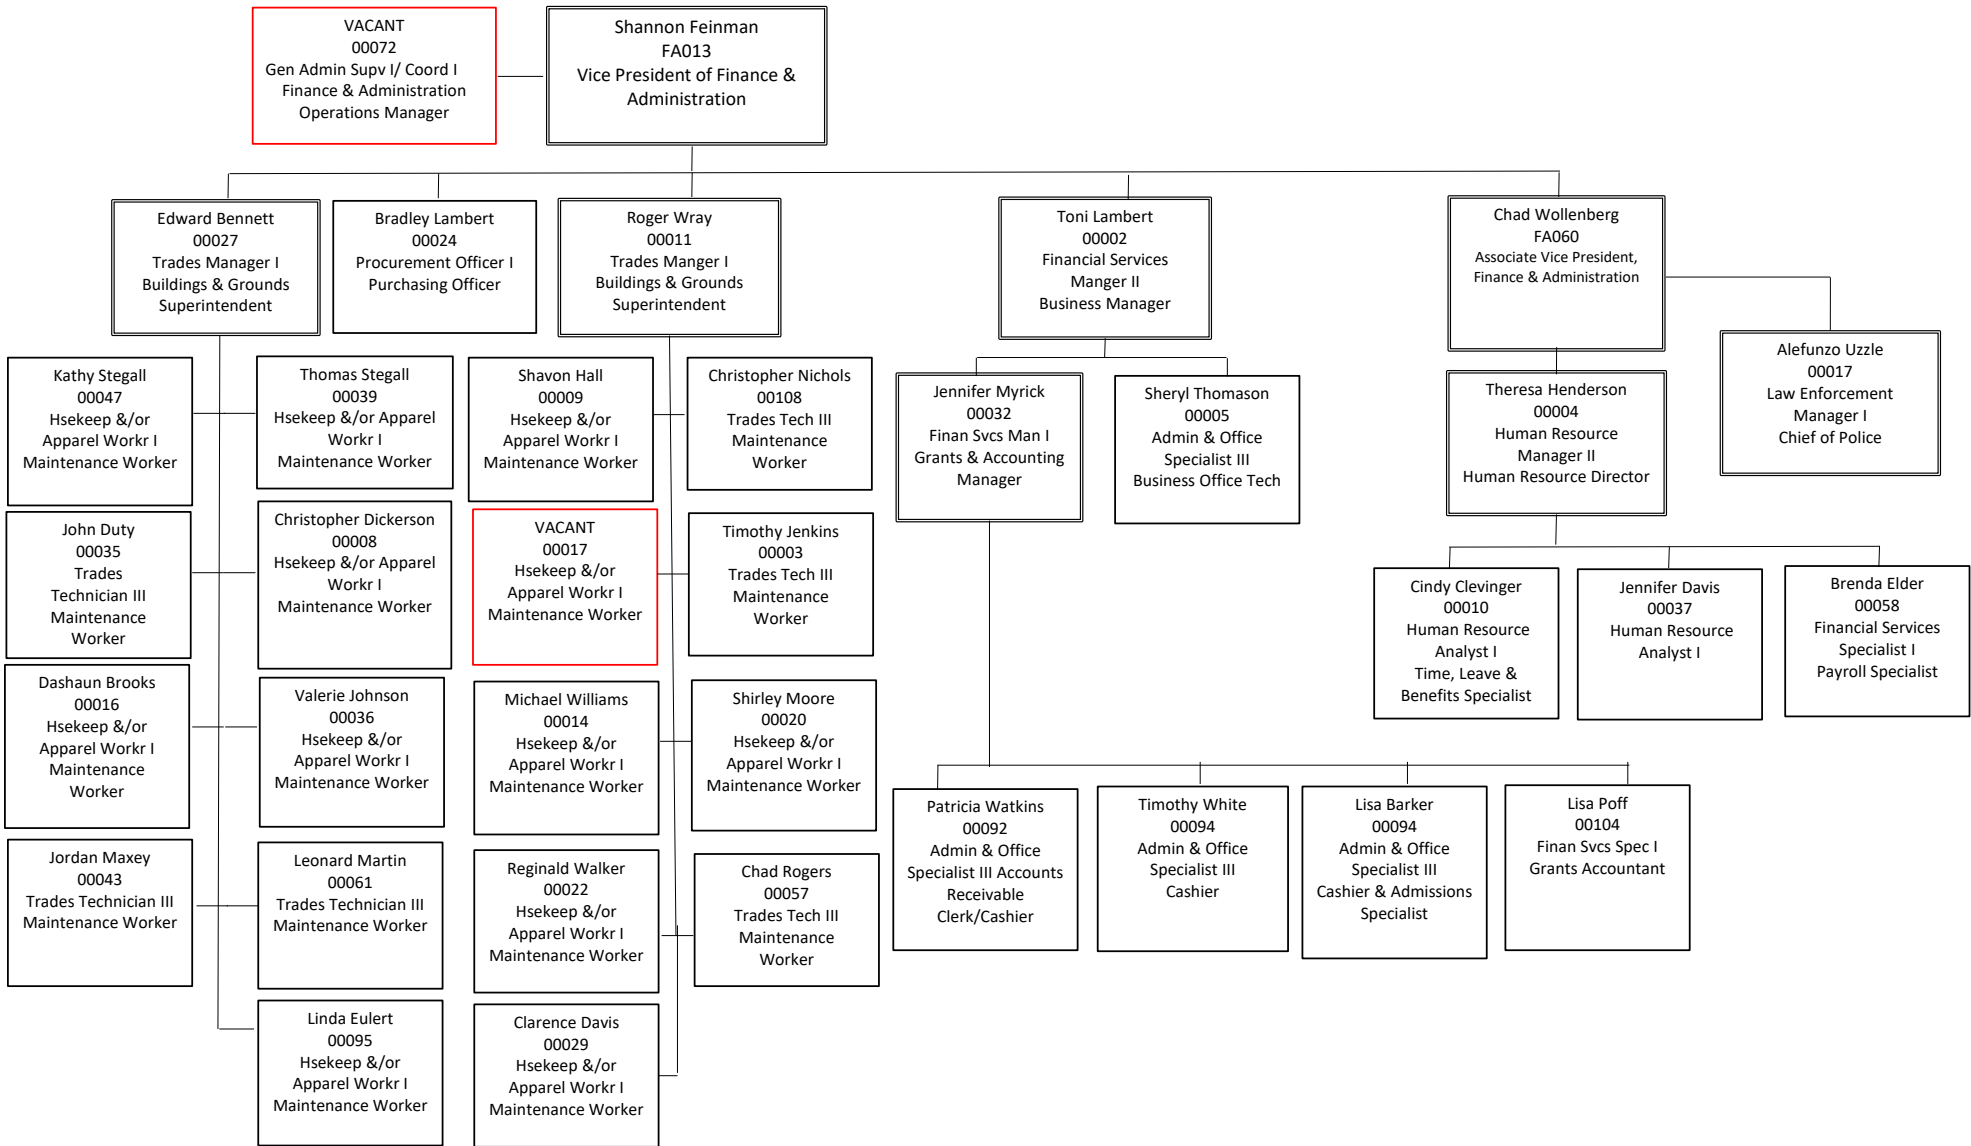 VACANT
00072
Gen Admin Supv I/ Coord I
Finance & Administration
Operations Manager
Shannon Feinman
FA013
Vice President of Finance &
Administration
Edward Bennett
00027
Trades Manager I
Buildings & Grounds
Superintendent
Bradley Lambert
00024
Procurement Officer I
Purchasing Officer
Roger Wray
00011
Trades Manger I
Buildings & Grounds
Superintendent
Toni Lambert
00002
Financial Services
Manger II
Business Manager
Chad Wollenberg
FA060
Associate Vice President,
Finance & Administration
Alefunzo Uzzle
00017
Law Enforcement
Manager I
Chief of Police
Kathy Stegall
00047
Hsekeep &/or
Apparel Workr I
Maintenance Worker
Thomas Stegall
00039
Hsekeep &/or Apparel
Workr I
Maintenance Worker
Shavon Hall
00009
Hsekeep &/or
Apparel Workr I
Maintenance Worker
Christopher Nichols
00108
Trades Tech III
Maintenance
Worker
Jennifer Myrick
00032
Finan Svcs Man I
Grants & Accounting
Manager
Sheryl Thomason
00005
Admin & Office
Specialist III
Business Office Tech
Theresa Henderson
00004
Human Resource
Manager II
Human Resource Director
John Duty
00035
Trades
Technician III
Maintenance
Worker
Christopher Dickerson
00008
Hsekeep &/or Apparel
Workr I
Maintenance Worker
VACANT
00017
Hsekeep &/or
Apparel Workr I
Maintenance Worker
Timothy Jenkins
00003
Trades Tech III
Maintenance
Worker
Cindy Clevinger
00010
Human Resource
Analyst I
Time, Leave &
Benefits Specialist
Jennifer Davis
00037
Human Resource
Analyst I
Brenda Elder
00058
Financial Services
Specialist I
Payroll Specialist
Dashaun Brooks
00016
Hsekeep &/or
Apparel Workr I
Maintenance
Worker
Valerie Johnson
00036
Hsekeep &/or
Apparel Workr I
Maintenance Worker
Michael Williams
00014
Hsekeep &/or
Apparel Workr I
Maintenance Worker
Shirley Moore
00020
Hsekeep &/or
Apparel Workr I
Maintenance Worker
Patricia Watkins
00092
Admin & Office
Specialist III Accounts
Receivable
Clerk/Cashier
Timothy White
00094
Admin & Office
Specialist III
Cashier
Lisa Barker
00094
Admin & Office
Specialist III
Cashier & Admissions
Specialist
Lisa Poff
00104
Finan Svcs Spec I
Grants Accountant
Jordan Maxey
00043
Trades Technician III
Maintenance Worker
Leonard Martin
00061
Trades Technician III
Maintenance Worker
Reginald Walker
00022
Hsekeep &/or
Apparel Workr I
Maintenance Worker
Chad Rogers
00057
Trades Tech III
Maintenance
Worker
Linda Eulert
00095
Hsekeep &/or
Apparel Workr I
Maintenance Worker
Clarence Davis
00029
Hsekeep &/or
Apparel Workr I
Maintenance Worker